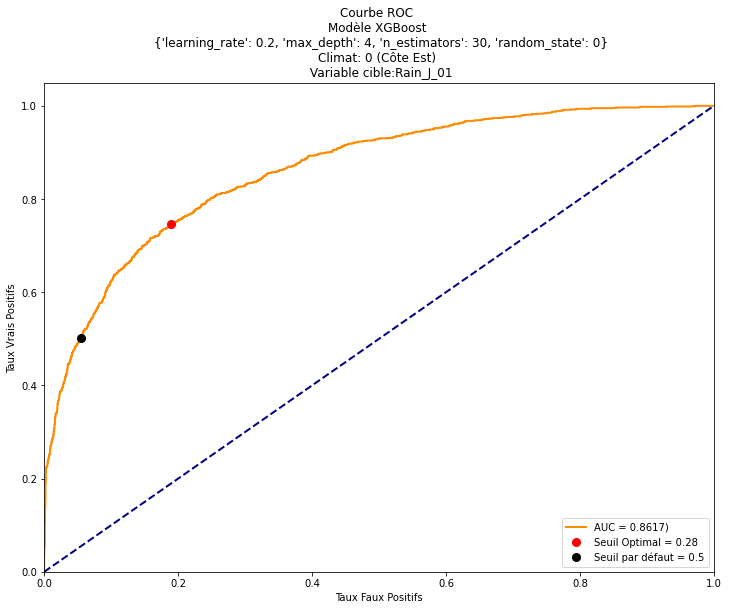 Courbe ROC
Modèle XGBoost
{'learning_rate': 0.2, 'max_depth': 4, 'n_estimators': 30, 'random_state': 0}
Climat: 0 (Côte Est)
Variable cible:Rain_J_01
Taux Vrais Positifs
1.0
0.8
0.6
0.4
0.2
0.0
0.0 0.2 0.4 0.6 0.8 1.0
Taux Faux Positifs
AUC = 0.8617)
Seuil Optimal = 0.28
Seuil par défaut = 0.5